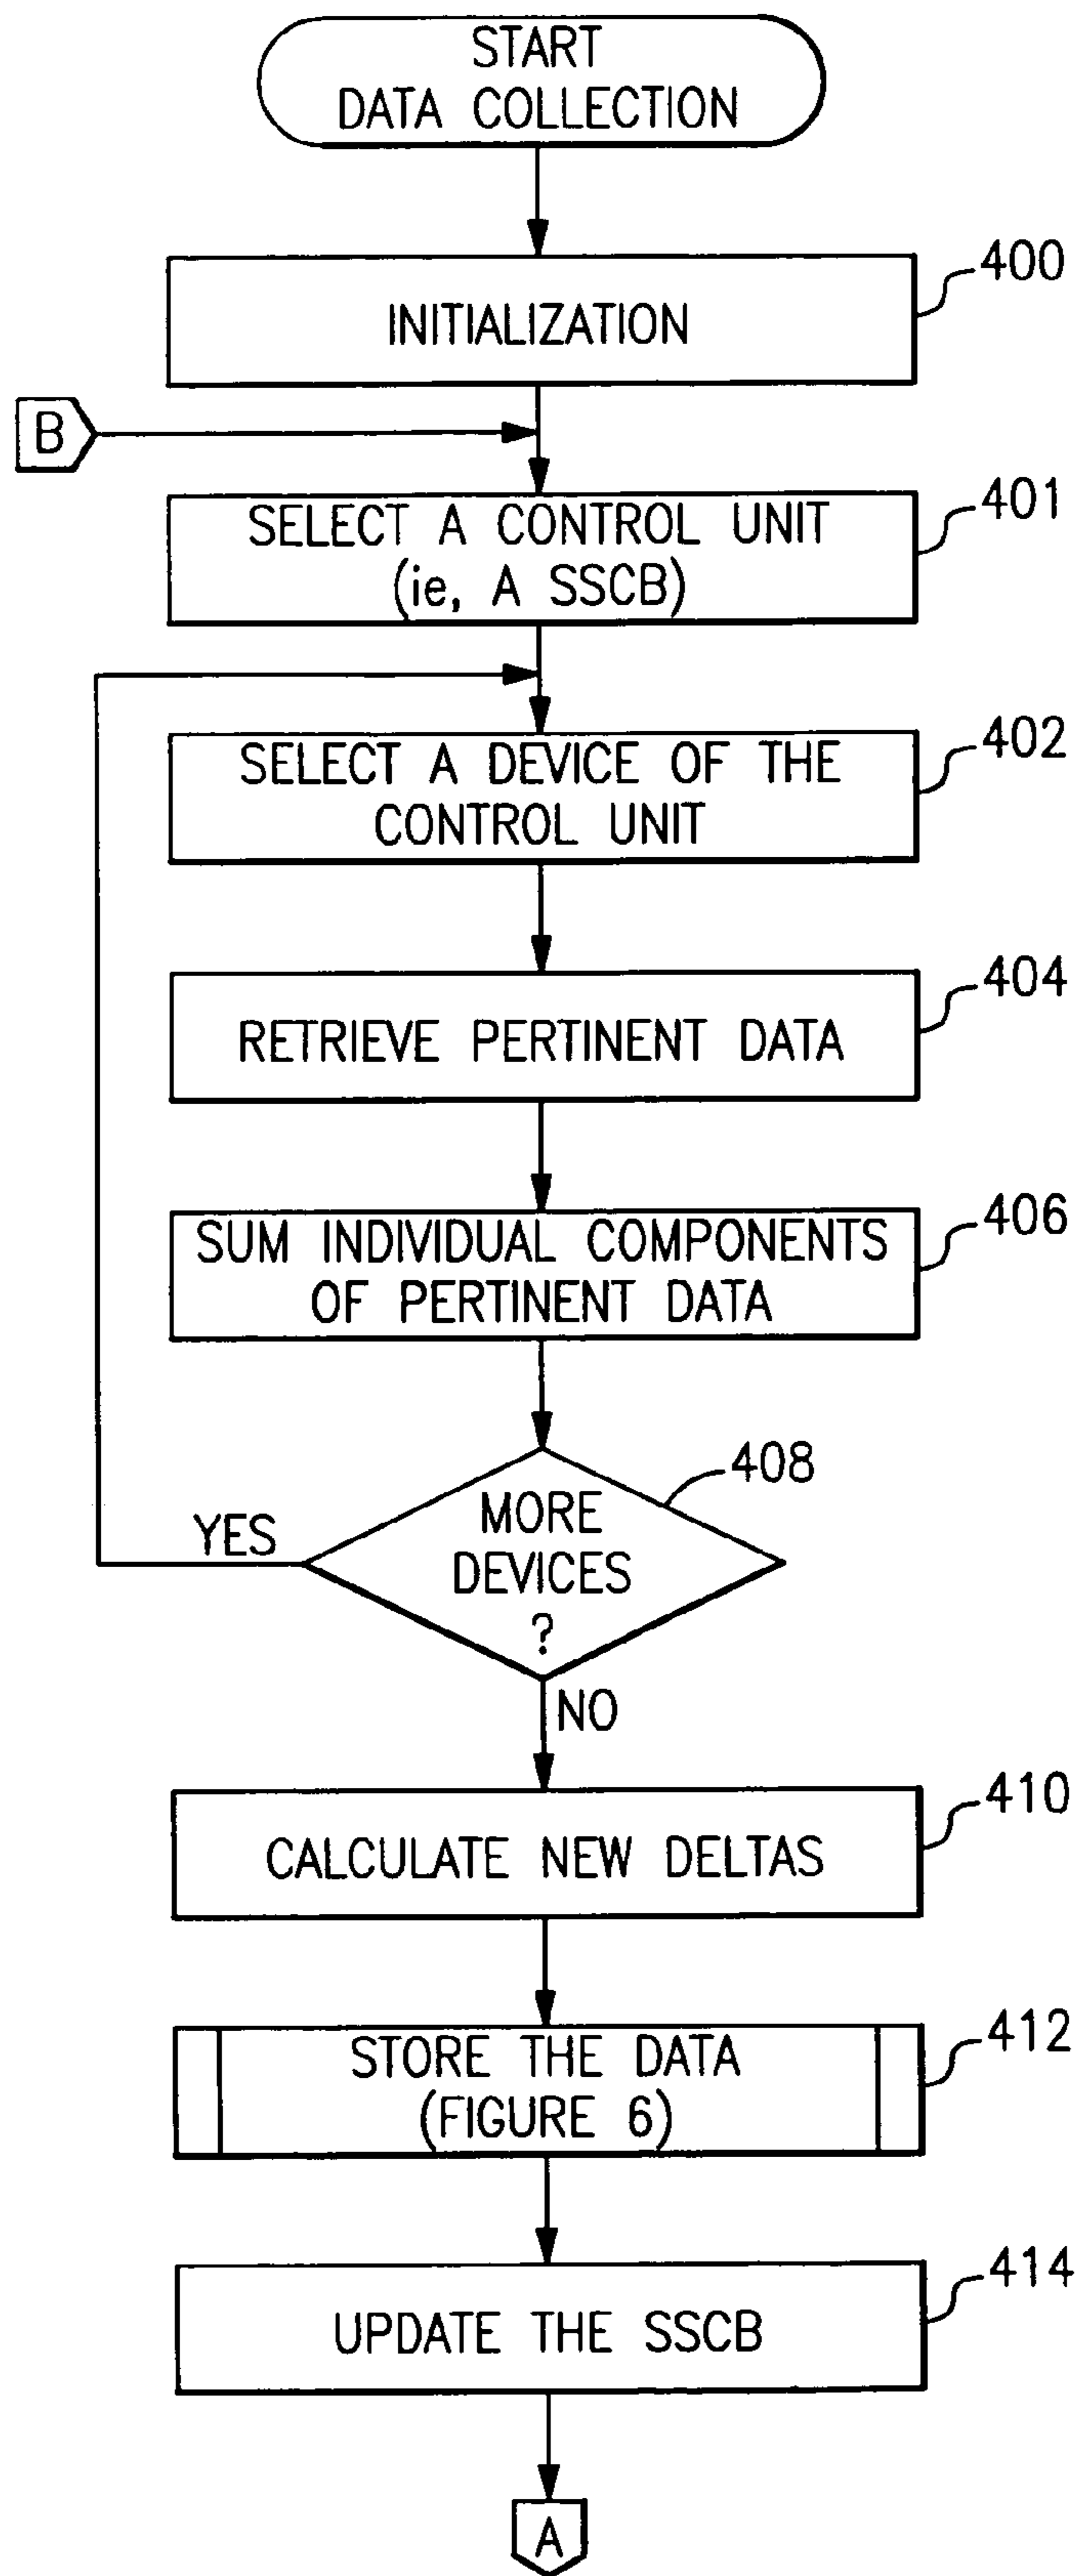 START
DATA COLLECTION
INITIALIZATION
400
B
SELECT A CONTROL UNIT
(ie, A SSCB)
401
SELECT A DEVICE OF THE
CONTROL UNIT
402
RETRIEVE PERTINENT DATA
404
SUM INDIVIDUAL COMPONENTS
OF PERTINENT DATA
406
MORE
DEVICES
?
408
YES
NO
CALCULATE NEW DELTAS
410
STORE THE DATA
(FIGURE 6)
412
UPDATE THE SSCB
414
A